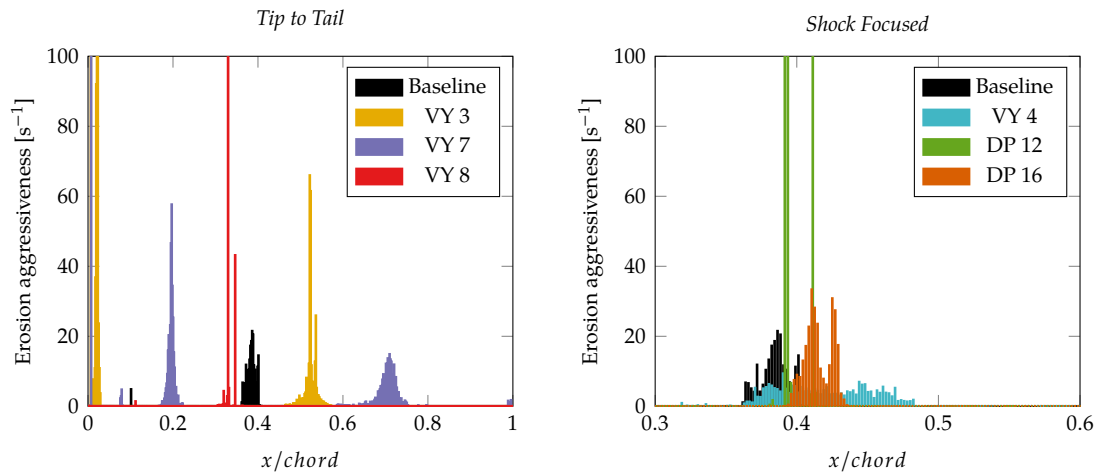 Tip to Tail
Erosion aggressiveness [s⁻¹]
100
80
60
40
20
0
0
0.2
0.4
0.6
0.8
1
x/chord
Baseline
VY 3
VY 7
VY 8
Shock Focused
Erosion aggressiveness [s⁻¹]
100
80
60
40
20
0
0.3
0.4
0.5
0.6
x/chord
Baseline
VY 4
DP 12
DP 16